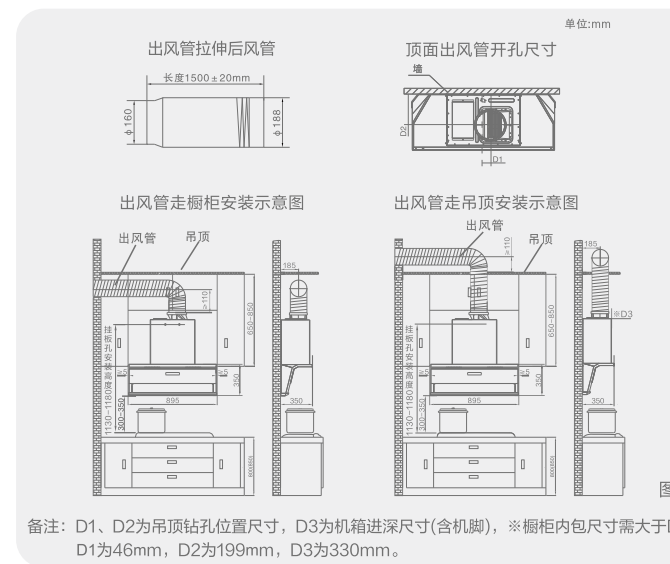 单位:mm
出风管拉伸后风管
顶面出风管开孔尺寸
长度1500±20mm
墙
ф160
ф188
D2
D1
出风管走橱柜安装示意图
出风管走吊顶安装示意图
出风管
吊顶
出风管
吊顶
≥110
185
185
≥110
650-850
650-850
※D3
挂板孔安装高度
1130-1180
挂板孔安装高度
1130-1180
350
350
895
350
895
350
300-350
300-350
800(850)
800(850)
图
备注：D1、D2为吊顶钻孔位置尺寸，D3为机箱进深尺寸(含机脚)，※橱柜内包尺寸需大于
D1为46mm，D2为199mm，D3为330mm。